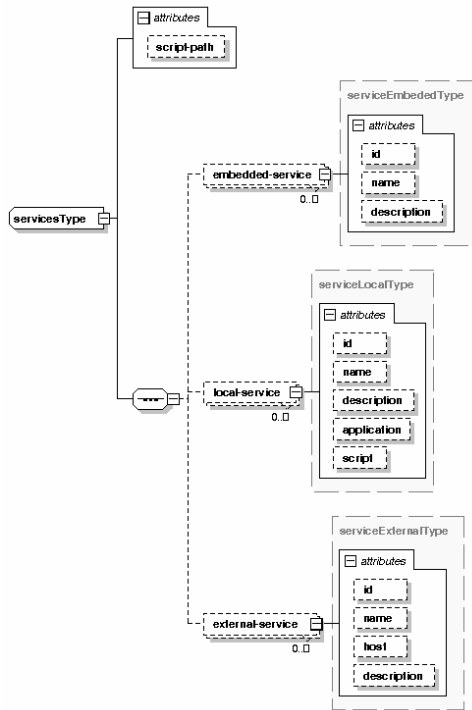 attributes
script-path
serviceEmbededType
attributes
embedded-service
id
0..
name
description
servicesType
serviceLocalType
attributes
id
name
local-service
description
0..
application
script
serviceExternalType
attributes
id
name
external-service
host
0..
description